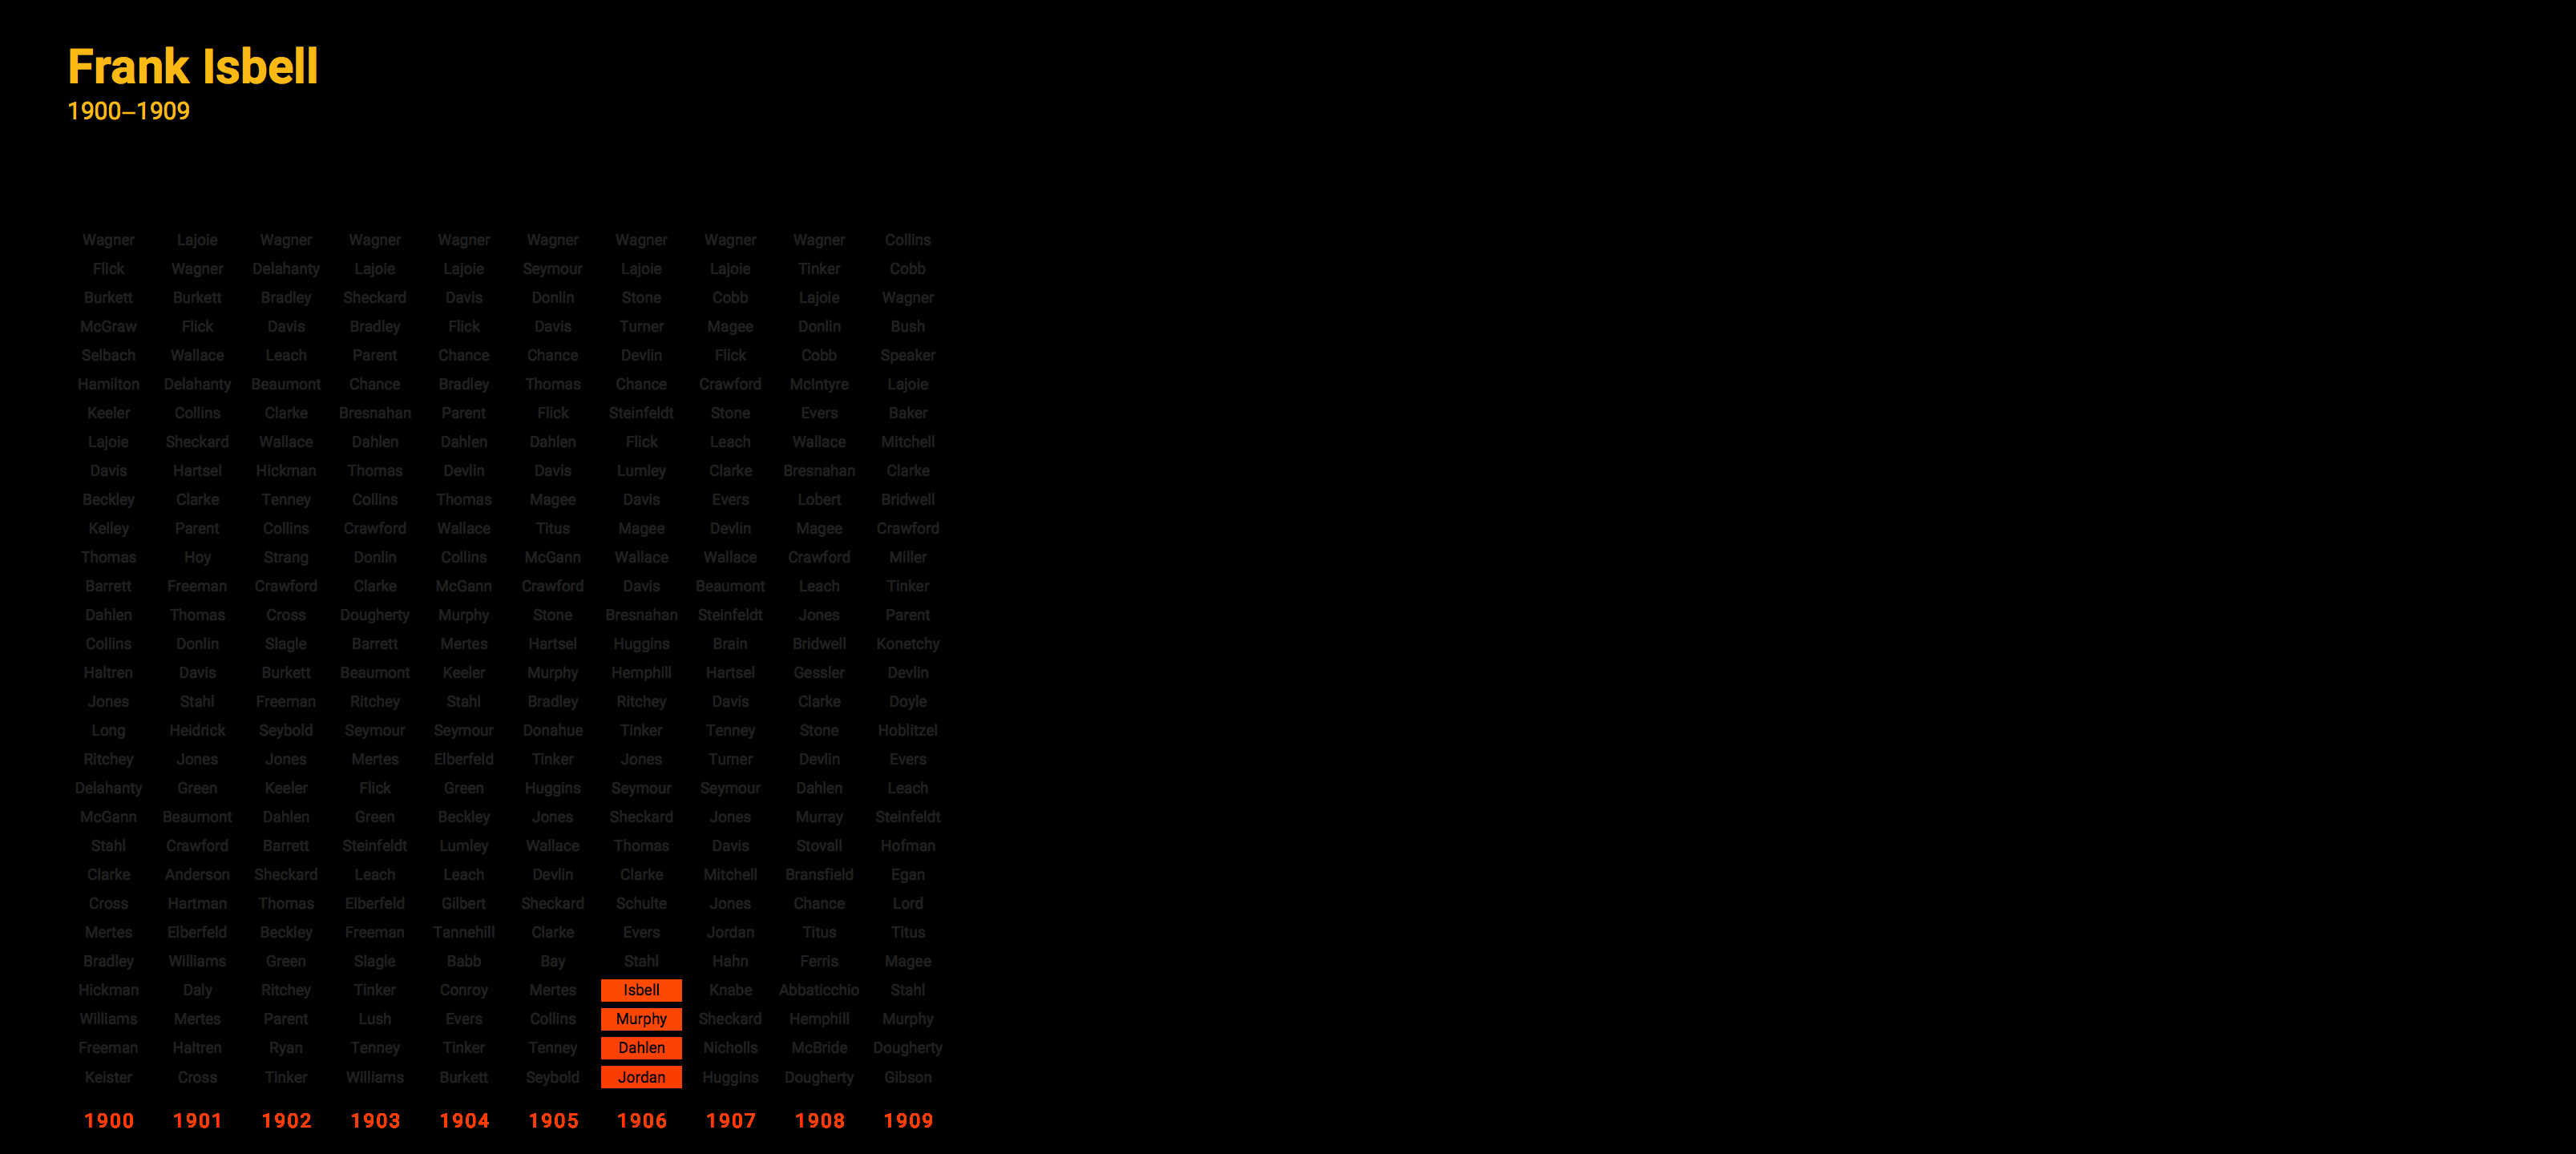 Frank Isbell
1900–1909
Wagner Lajoie Wagner Wagner Wagner Wagner Wagner Wagner Wagner Collins
Flick Wagner Delahanty Lajoie Lajoie Seymour Lajoie Lajoie Tinker Cobb
Burkett Burkett Bradley Sheckard Davis Donlin Stone Cobb Lajoie Wagner
McGraw Flick Davis Bradley Flick Davis Turner Magee Donlin Bush
Selbach Wallace Leach Parent Chance Chance Devlin Flick Cobb Speaker
Hamilton Delahanty Beaumont Chance Bradley Thomas Chance Crawford McIntyre Lajoie
Keeler Collins Clarke Bresnahan Parent Flick Steinfeldt Stone Evers Baker
Lajoie Sheckard Wallace Dahlen Dahlen Dahlen Flick Leach Wallace Mitchell
Davis Hartsel Hickman Thomas Devlin Davis Lumley Clarke Bresnahan Clarke
Beckley Clarke Tenney Collins Thomas Magee Davis Evers Lobert Bridwell
Kelley Parent Collins Crawford Wallace Titus Magee Devlin Magee Crawford
Thomas Hoy Strang Donlin Collins McGann Wallace Wallace Crawford Miller
Barrett Freeman Crawford Clarke McGann Crawford Davis Beaumont Leach Tinker
Dahlen Thomas Cross Dougherty Murphy Stone Bresnahan Steinfeldt Jones Parent
Collins Donlin Slagle Barrett Mertes Hartsel Huggins Brain Bridwell Konetchy
Haltren Davis Burkett Beaumont Keeler Murphy Hemphill Hartsel Gessler Devlin
Jones Stahl Freeman Ritchey Stahl Bradley Ritchey Davis Clarke Doyle
Long Heidrick Seybold Seymour Seymour Donahue Tinker Tenney Stone Hoblitzel
Ritchey Jones Jones Mertes Elberfeld Tinker Jones Turner Devlin Evers
Delahanty Green Keeler Flick Green Huggins Seymour Seymour Dahlen Leach
McGann Beaumont Dahlen Green Beckley Jones Sheckard Jones Murray Steinfeldt
Stahl Crawford Barrett Steinfeldt Lumley Wallace Thomas Davis Stovall Hofman
Clarke Anderson Sheckard Leach Leach Devlin Clarke Mitchell Bransfield Egan
Cross Hartman Thomas Elberfeld Gilbert Sheckard Schulte Jones Chance Lord
Mertes Elberfeld Beckley Freeman Tannehill Clarke Evers Jordan Titus Titus
Bradley Williams Green Slagle Babb Bay Stahl Hahn Ferris Magee
Hickman Daly Ritchey Tinker Conroy Mertes Isbell Knabe Abbaticchio Stahl
Williams Mertes Parent Lush Evers Collins Murphy Sheckard Hemphill Murphy
Freeman Haltren Ryan Tenney Tinker Tenney Dahlen Nicholls McBride Dougherty
Keister Cross Tinker Williams Burkett Seybold Jordan Huggins Dougherty Gibson
1900 1901 1902 1903 1904 1905 1906 1907 1908 1909